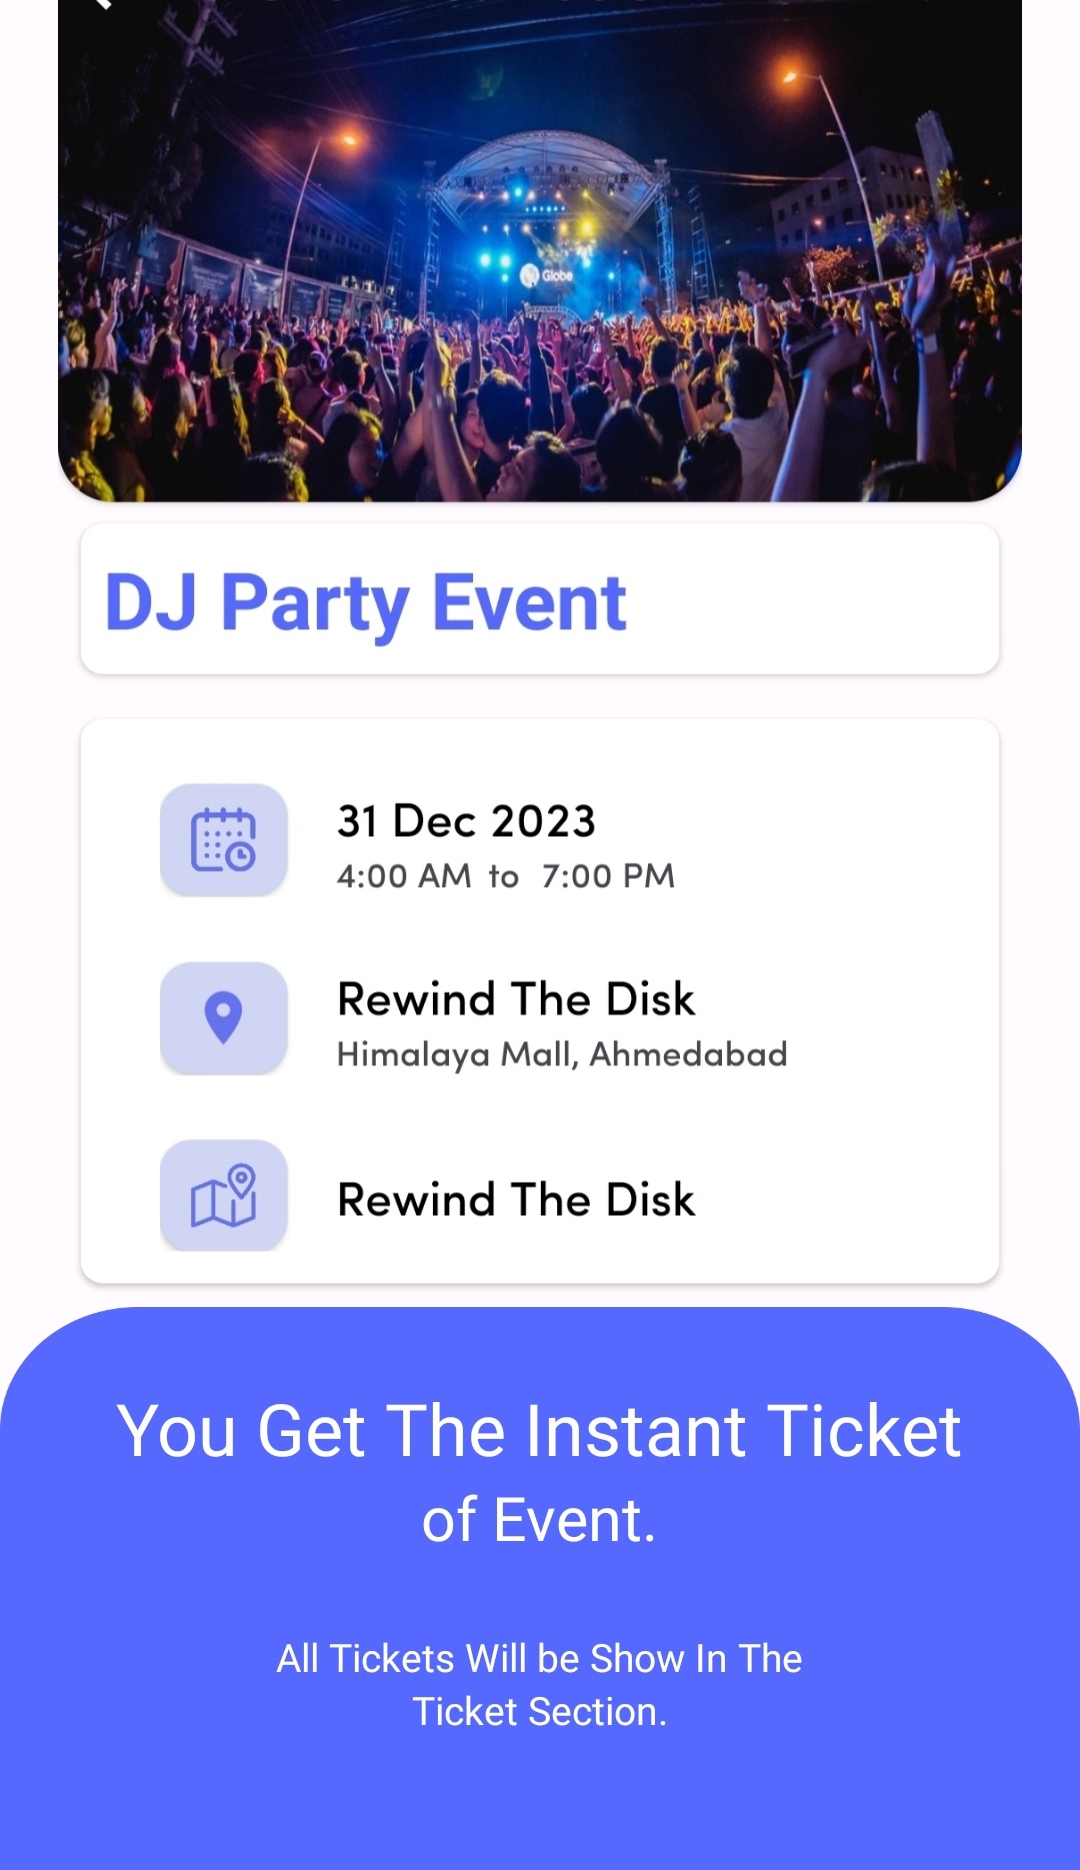 Globe
DJ Party Event
31 Dec 2023
4:00 AM to 7:00 PM
Rewind The Disk
Himalaya Mall, Ahmedabad
Rewind The Disk
You Get The Instant Ticket
of Event.
All Tickets Will be Show In The
Ticket Section.